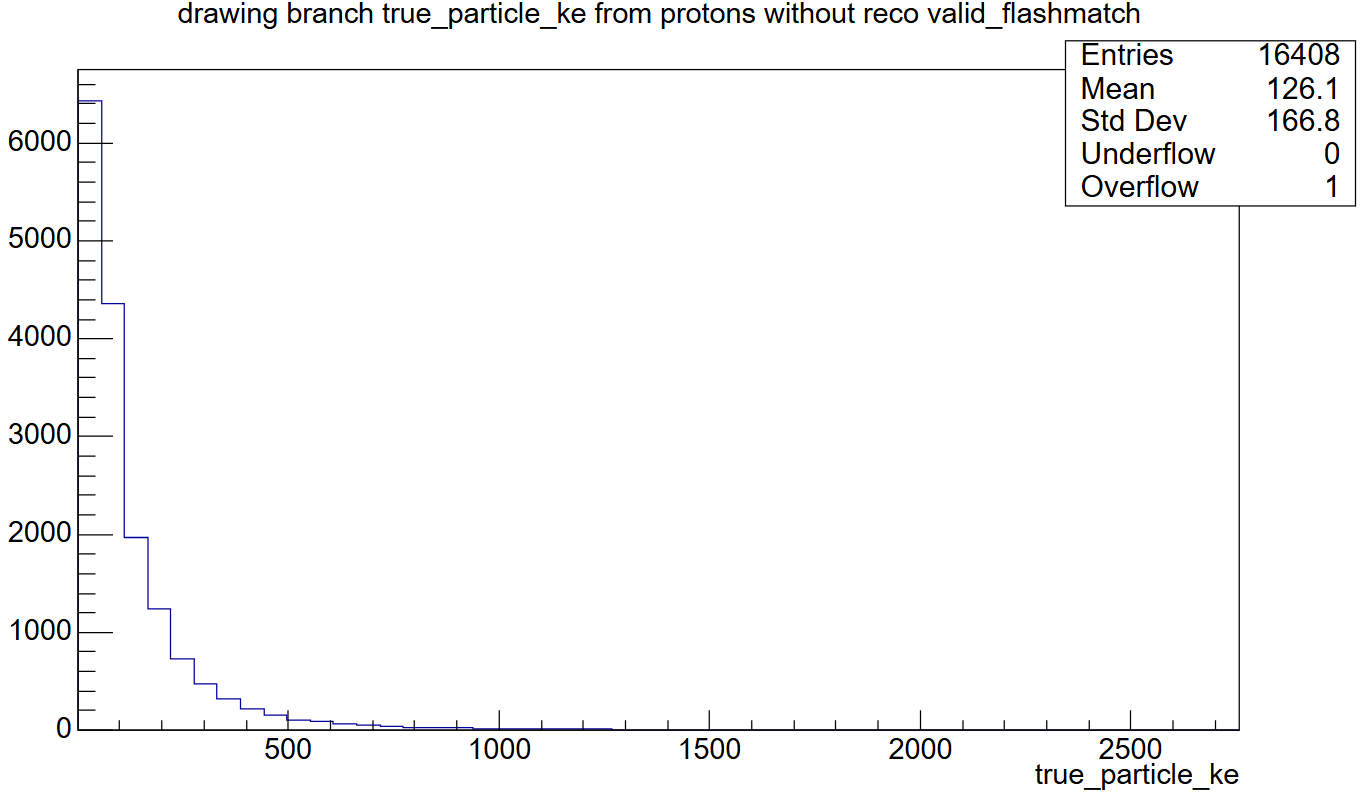 drawing branch true_particle_ke from protons without reco valid_flashmatch
Entries 16408
Mean 126.1
Std Dev 166.8
Underflow 0
Overflow 1
6000
5000
4000
3000
2000
1000
0
500 1000 1500 2000 2500
true_particle_ke